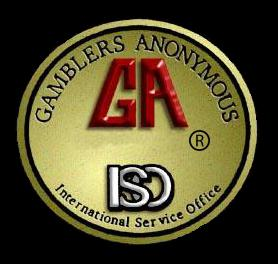 GAMBLERS ANONYMOUS
GA
®
ISO
International Service Office